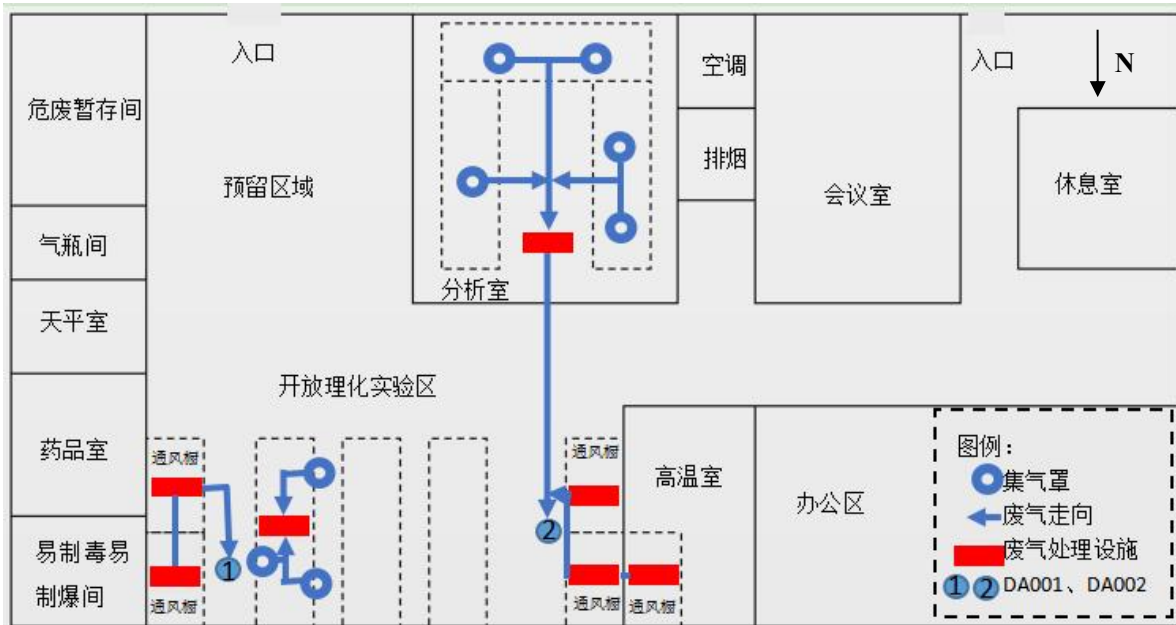 入口
入口
N
空调
危废暂存间
排烟
预留区域
会议室
休息室
气瓶间
分析室
天平室
开放理化实验区
药品室
通风橱
通风橱
高温室
办公区
图例：
集气罩
废气走向
废气处理设施
1 2 DA001、DA002
2
易制毒易
制爆间
1
通风橱
通风橱
通风橱